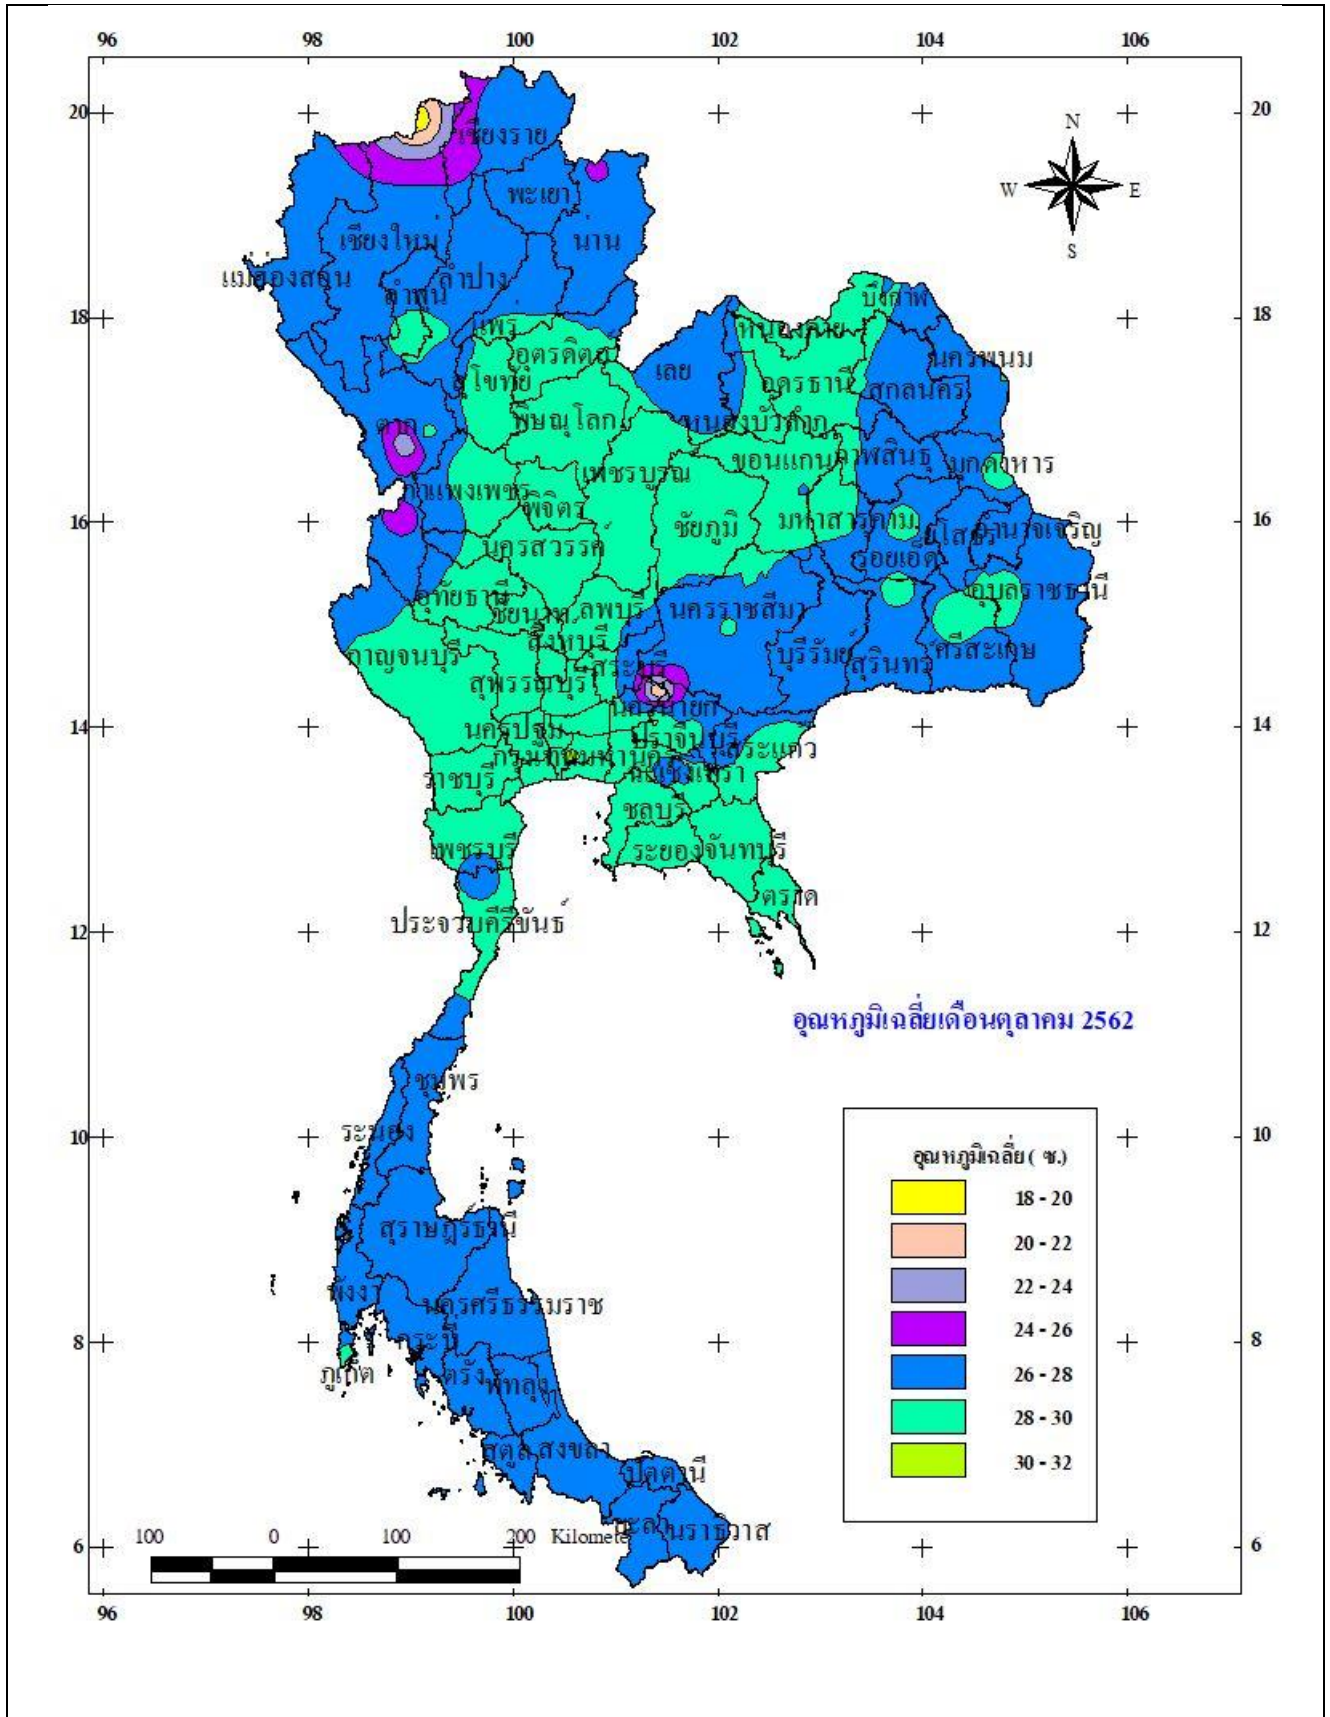 96 98 100 102 104 106
20 20
N
W E
S
เชียงราย
พะเยา
เชียงใหม่ น่าน
แม่ฮ่องสอน ลำปาง
ลำพูน
บึงกาฬ
18 18
แพร่ หนองคาย
อุตรดิตถ์ นครพนม
เลย
สุโขทัย อุดรธานี สกลนคร
พิษณุโลก หนองบัวลำภู
ตาก
ขอนแก่น กาฬสินธุ์ มุกดาหาร
เพชรบูรณ์
กำแพงเพชร พิจิตร
16 ชัยภูมิ มหาสารคาม 16
ยโสธร อำนาจเจริญ
นครสวรรค์ ร้อยเอ็ด
อุทัยธานี ชัยนาท ลพบุรี นครราชสีมา อุบลราชธานี
สิงห์บุรี
กาญจนบุรี สระบุรี บุรีรัมย์ สุรินทร์ ศรีสะเกษ
สุพรรณบุรี
นครนายก
14 นครปฐม ปราจีนบุรี 14
กรุงเทพมหานคร สระแก้ว
ราชบุรี ฉะเชิงเทรา
ชลบุรี
เพชรบุรี ระยอง จันทบุรี
ตราด
ประจวบคีรีขันธ์
12 12
อุณหภูมิเฉลี่ยเดือนตุลาคม 2562
ชุมพร
10 ระนอง 10
อุณหภูมิเฉลี่ย ( ซ.)
18 - 20
สุราษฎร์ธานี
20 - 22
22 - 24
พังงา นครศรีธรรมราช
24 - 26
8 กระบี่ 8
ภูเก็ต ตรัง พัทลุง
26 - 28
28 - 30
สตูล สงขลา
30 - 32
ปัตตานี
ยะลา นราธิวาส
100 0 100 200 Kilomete
6 6
96 98 100 102 104 106